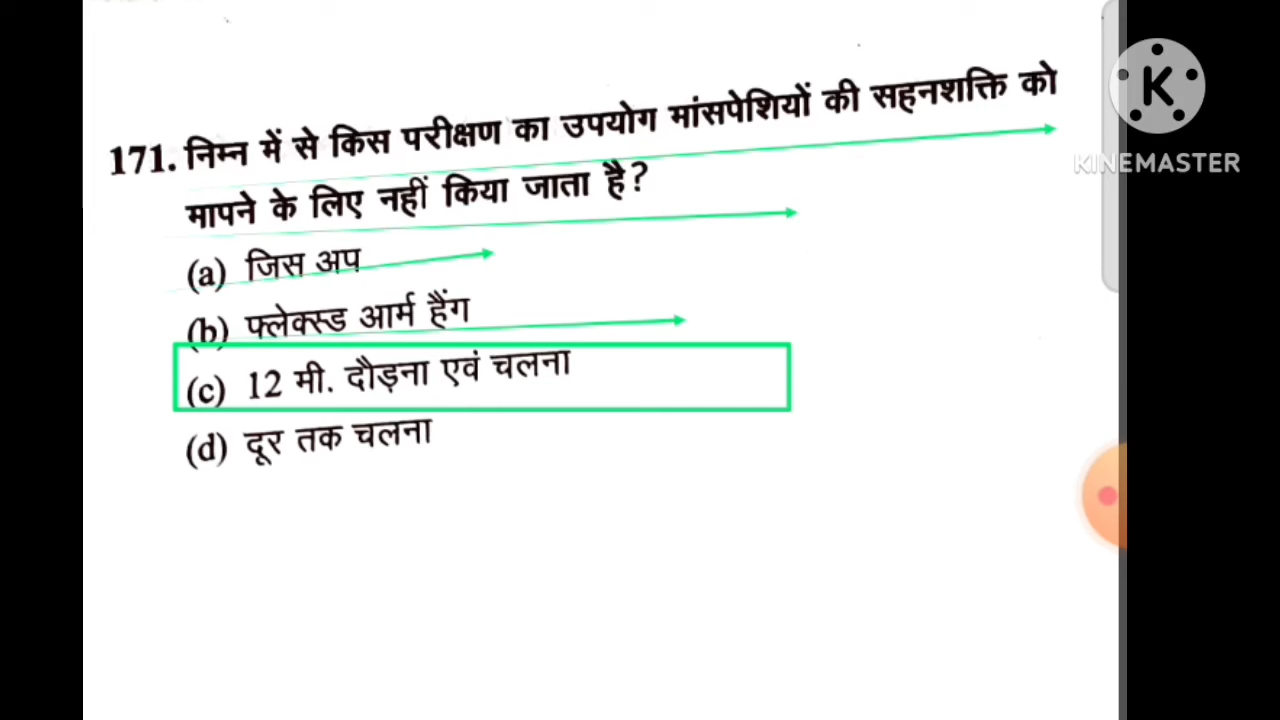 171. निम्न में से किस परीक्षण का उपयोग मांसपेशियों की सहनशक्ति को
मापने के लिए नहीं किया जाता है?
(a) जिस अप
(b) फ्लेक्स्ड आर्म हैंग
(c) 12 मी. दौड़ना एवं चलना
(d) दूर तक चलना
K
KINEMASTER